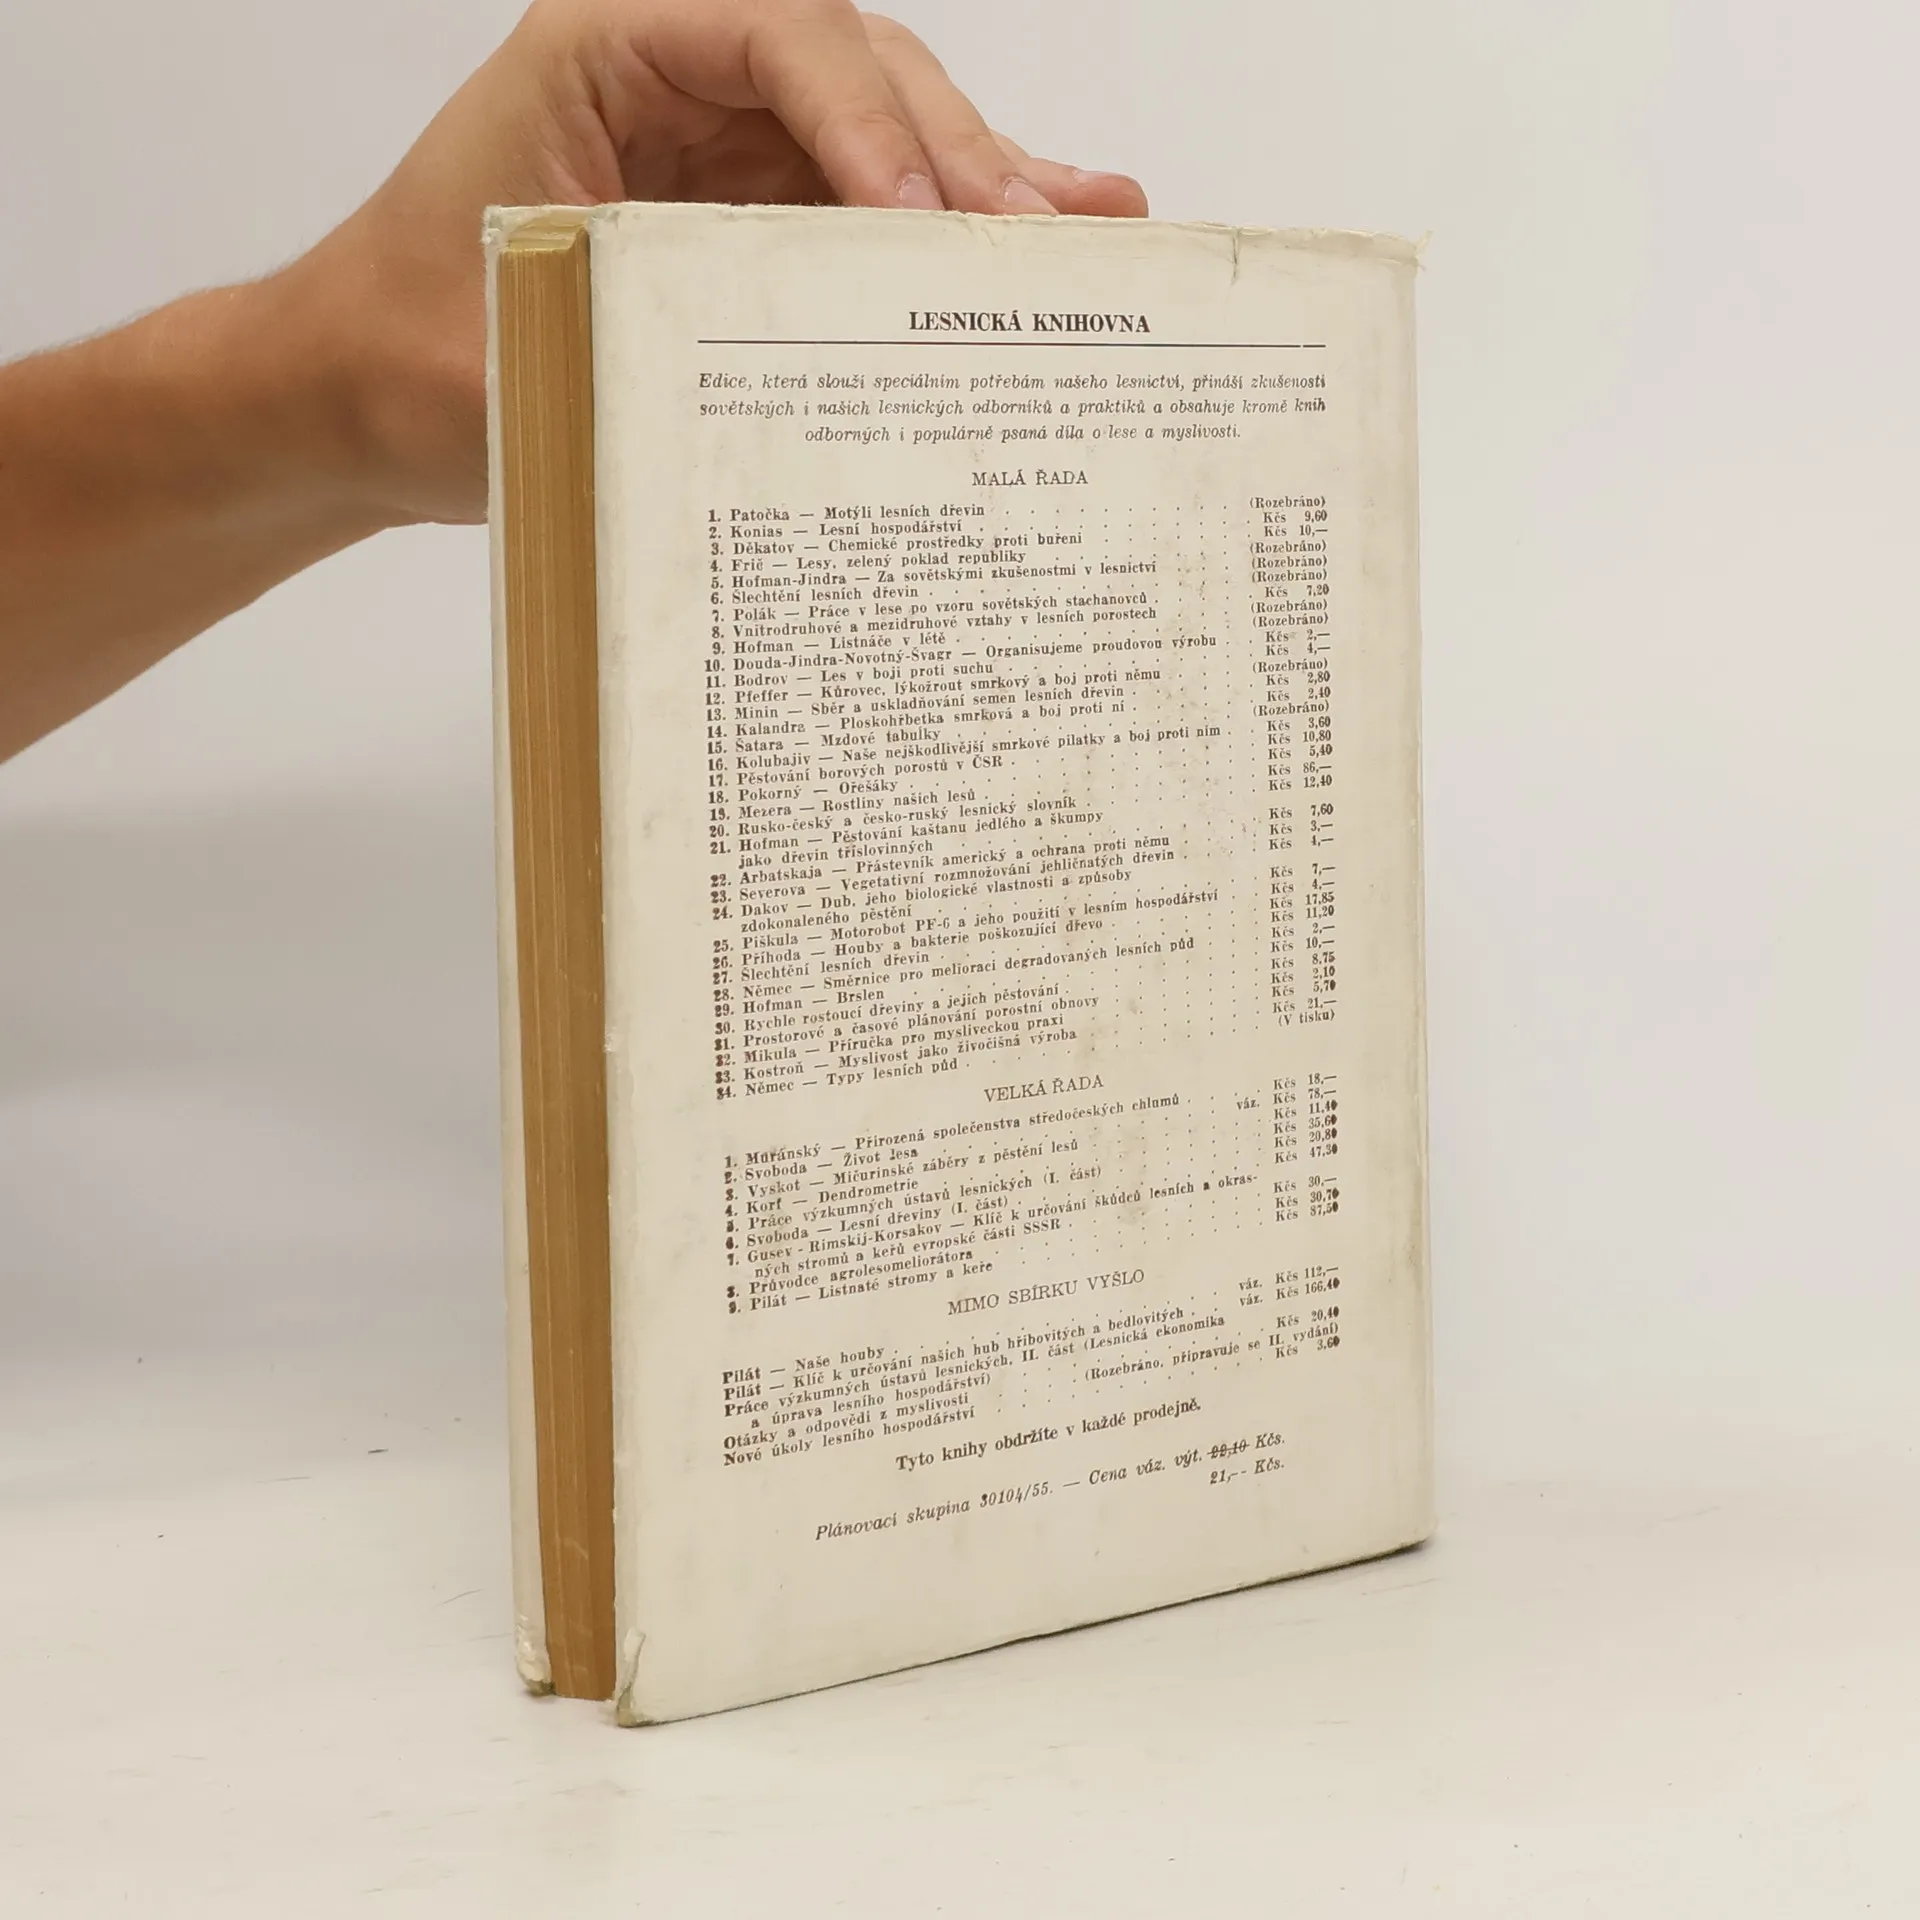 LESNICKÁ KNIHOVNA
Edice, která slouží speciálním potřebám našeho lesnictví, přináší zkušenosti
sovětských i našich lesnických odborníků a praktiků a obsahuje kromě knih
odborných i populárně psaná díla o lese a myslivosti.
MALÁ ŘADA
1. Patočka — Motýli lesních dřevin . . . . . . . . . (Rozebráno)
2. Konias — Lesní hospodářství . . . . . . . . . Kčs 9,60
3. Děkatov — Chemické prostředky proti buření . . . . . . Kčs 10,—
4. Frič — Lesy, zelený poklad republiky . . . . . . . (Rozebráno)
5. Hofman-Jindra — Za sovětskými zkušenostmi v lesnictví . . . (Rozebráno)
6. Šlechtění lesních dřevin . . . . . . . . . . (Rozebráno)
7. Polák — Práce v lese po vzoru sovětských stachanovců . . . . Kčs 7,20
8. Vnitrodruhové a mezidruhové vztahy v lesních porostech . . . (Rozebráno)
9. Hofman — Listnáče v létě . . . . . . . . . . (Rozebráno)
10. Douda-Jindra-Novotný-Švagr — Organisujeme proudovou výrobu . . Kčs 2,—
11. Bodrov — Les v boji proti suchu . . . . . . . . Kčs 4,—
12. Pfeffer — Kůrovec, lýkožrout smrkový a boj proti němu . . . (Rozebráno)
13. Minin — Sběr a uskladňování semen lesních dřevin . . . . . Kčs 2,80
14. Kalandra — Ploskohřbetka smrková a boj proti ní . . . . . Kčs 2,40
15. Šatara — Mzdové tabulky . . . . . . . . . . (Rozebráno)
16. Kolubajiv — Naše nejškodlivější smrkové pilatky a boj proti nim . . Kčs 3,60
17. Pěstování borových porostů v ČSR . . . . . . . . Kčs 10,80
18. Pokorný — Ořešáky . . . . . . . . . . . Kčs 5,40
19. Mezera — Rostliny našich lesů . . . . . . . . . Kčs 86,—
20. Rusko-český a česko-ruský lesnický slovník . . . . . . Kčs 12,40
21. Hofman — Pěstování kaštanu jedlého a škumpy
jako dřevin tříslovinných . . . . . . . . . Kčs 7,60
22. Arbatskaja — Přástevník americký a ochrana proti němu . . . Kčs 3,—
23. Severova — Vegetativní rozmnožování jehličnatých dřevin . . . . Kčs 4,—
24. Dakov — Dub, jeho biologické vlastnosti a způsoby
zdokonaleného pěstění . . . . . . . . . . Kčs 7,—
25. Piškula — Motorobot PF-6 a jeho použití v lesním hospodářství . . Kčs 4,—
26. Příhoda — Houby a bakterie poškozující dřevo . . . . . . Kčs 17,85
27. Šlechtění lesních dřevin . . . . . . . . . . Kčs 11,20
28. Němec — Směrnice pro melioraci degradovaných lesních půd . . . Kčs 2,—
29. Hofman — Brslen . . . . . . . . . . . Kčs 10,—
30. Rychle rostoucí dřeviny a jejich pěstování . . . . . . . Kčs 8,75
31. Prostorové a časové plánování porostní obnovy . . . . . Kčs 2,10
32. Mikula — Příručka pro mysliveckou praxi . . . . . . Kčs 5,70
33. Kostroň — Myslivost jako živočišná výroba . . . . . . Kčs 21,—
34. Němec — Typy lesních půd . . . . . . . . . . (V tisku)
VELKÁ ŘADA
1. Muřánský — Přirozená společenstva středočeských chlumů . . . . Kčs 18,—
2. Svoboda — Život lesa . . . . . . . . . váz. Kčs 78,—
3. Vyskot — Mičurinské záběry z pěstění lesů . . . . . . Kčs 11,40
4. Korf — Dendrometrie . . . . . . . . . . Kčs 35,60
5. Práce výzkumných ústavů lesnických (I. část) . . . . . . Kčs 20,80
6. Svoboda — Lesní dřeviny (I. část) . . . . . . . . Kčs 47,30
7. Gusev - Rimskij-Korsakov — Klíč k určování škůdců lesních a okras-
ných stromů a keřů evropské části SSSR . . . . . . . Kčs 30,—
8. Průvodce agrolesomeliorátora . . . . . . . . . Kčs 30,70
9. Pilát — Listnaté stromy a keře . . . . . . . . . Kčs 87,50
MIMO SBÍRKU VYŠLO
Pilát — Naše houby . . . . . . . . . . váz. Kčs 112,—
Pilát — Klíč k určování našich hub hřibovitých a bedlovitých . . váz. Kčs 166,40
Práce výzkumných ústavů lesnických, II. část (Lesnická ekonomika
a úprava lesního hospodářství) . . . . . . . . Kčs 20,40
Otázky a odpovědi z myslivosti . . . . (Rozebráno, připravuje se II. vydání)
Nové úkoly lesního hospodářství . . . . . . . . . Kčs 3,60
Tyto knihy obdržíte v každé prodejně.
Plánovací skupina 30104/55. — Cena váz. výt. 22,10 Kčs.
21,-- Kčs.